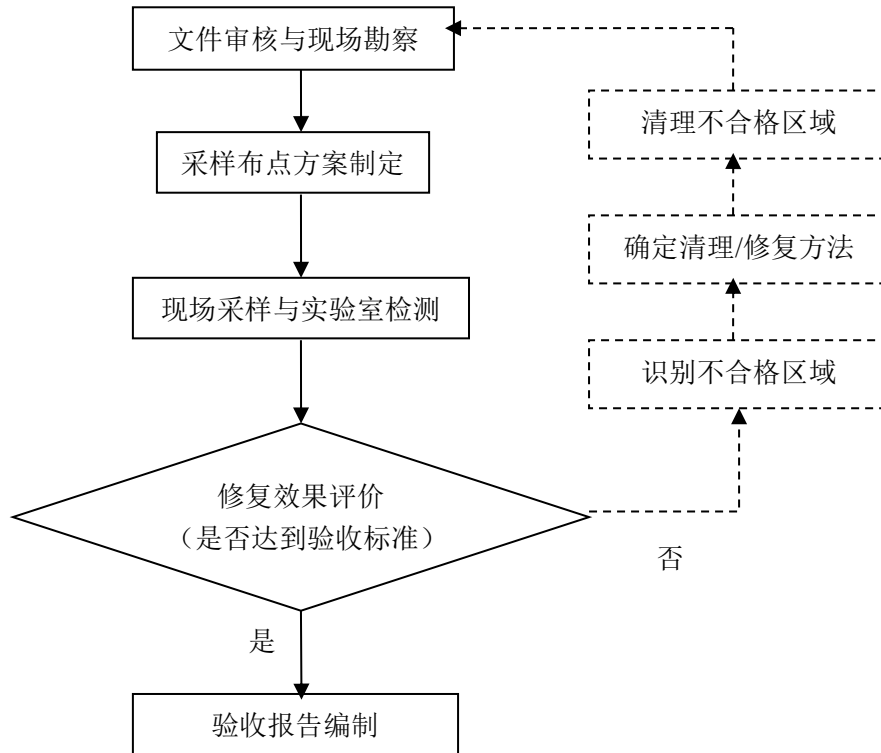 文件审核与现场勘察
清理不合格区域
采样布点方案制定
确定清理/修复方法
现场采样与实验室检测
识别不合格区域
修复效果评价
（是否达到验收标准）
否
是
验收报告编制